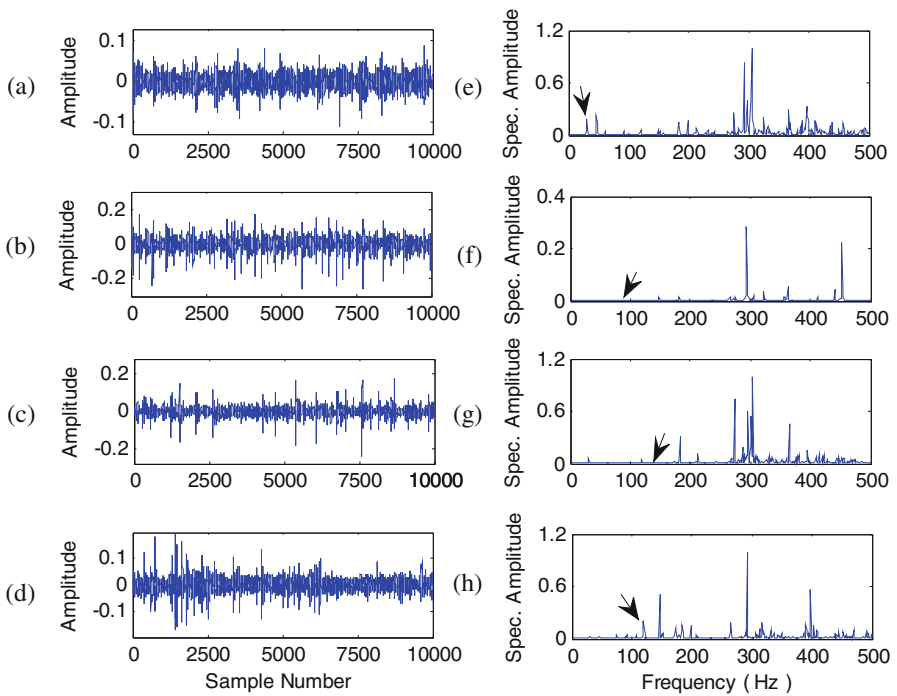 (a)
Amplitude
0.1
0
-0.1
0 2500 5000 7500 10000
(e)
Spec. Amplitude
1.2
0.6
0
0 100 200 300 400 500
(b)
Amplitude
0.2
0
-0.2
0 2500 5000 7500 10000
(f)
Spec. Amplitude
0.4
0.2
0
0 100 200 300 400 500
(c)
Amplitude
0.2
0
-0.2
0 2500 5000 7500 10000
(g)
Spec. Amplitude
1.2
0.6
0
0 100 200 300 400 500
(d)
Amplitude
0.1
0
-0.1
0 2500 5000 7500 10000
Sample Number
(h)
Spec. Amplitude
1.2
0.6
0
0 100 200 300 400 500
Frequency ( Hz )